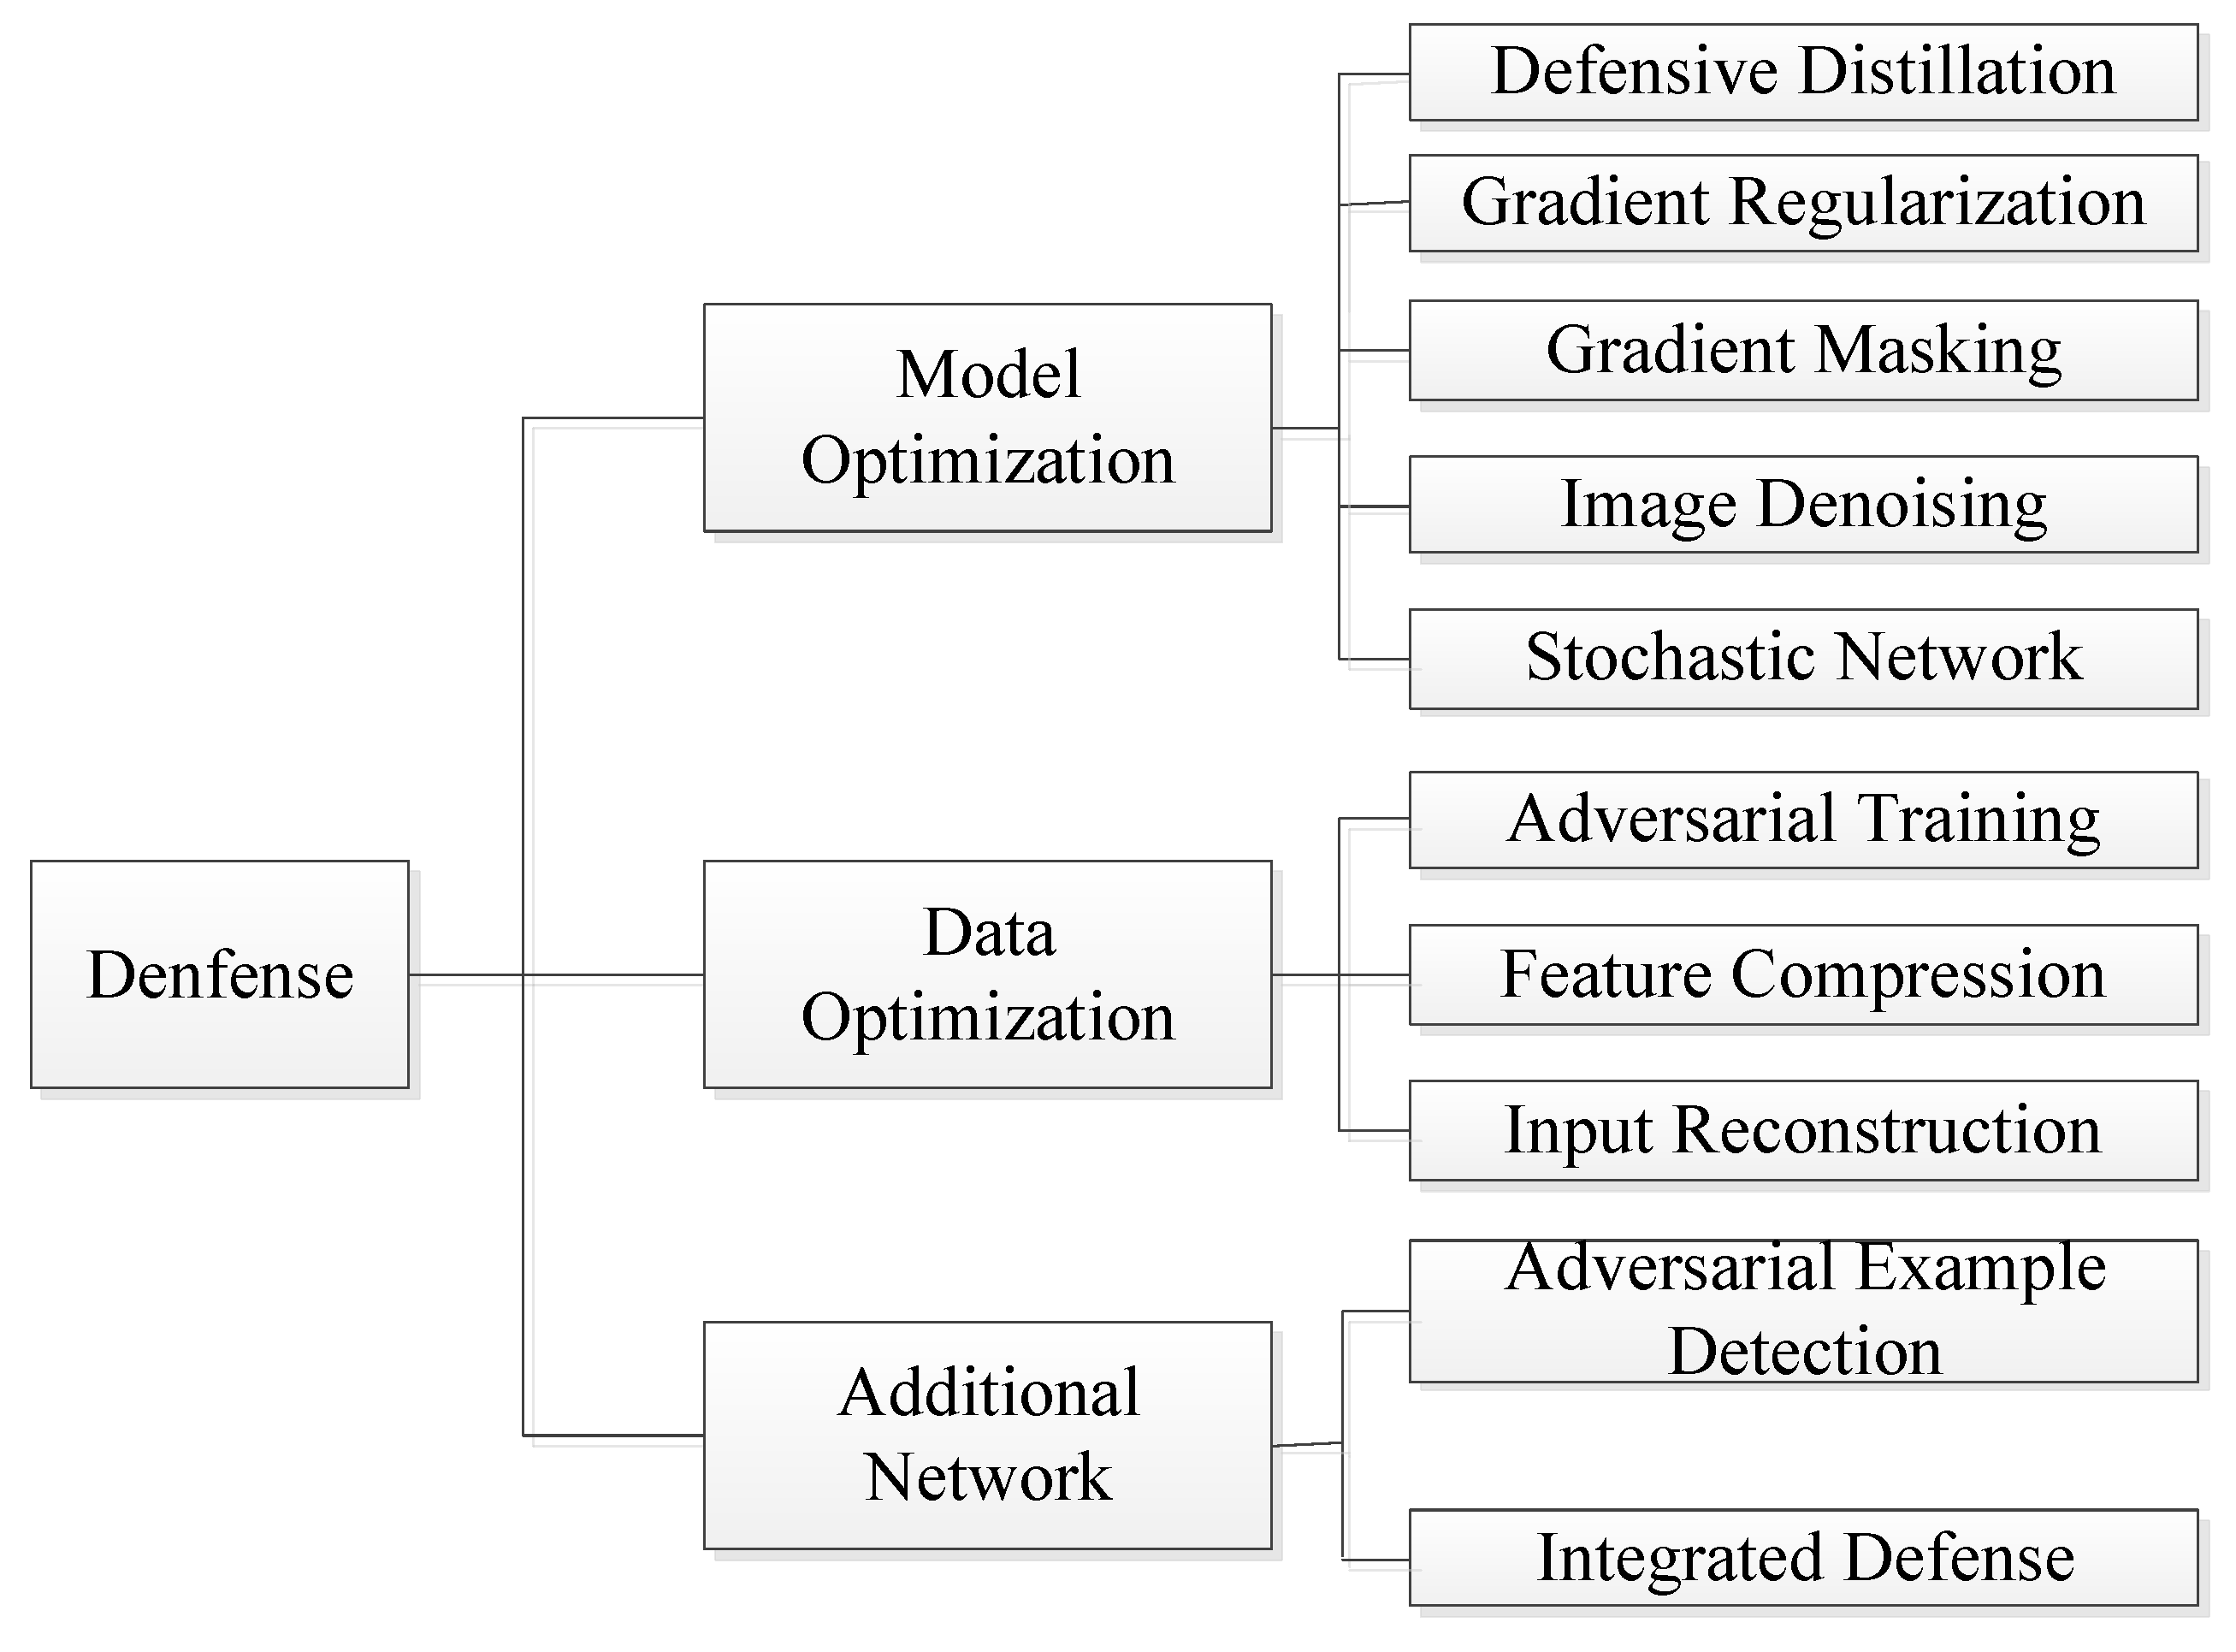 Denfense
Model
Optimization
Defensive Distillation
Gradient Regularization
Gradient Masking
Image Denoising
Stochastic Network
Data
Optimization
Adversarial Training
Feature Compression
Input Reconstruction
Additional
Network
Adversarial Example
Detection
Integrated Defense